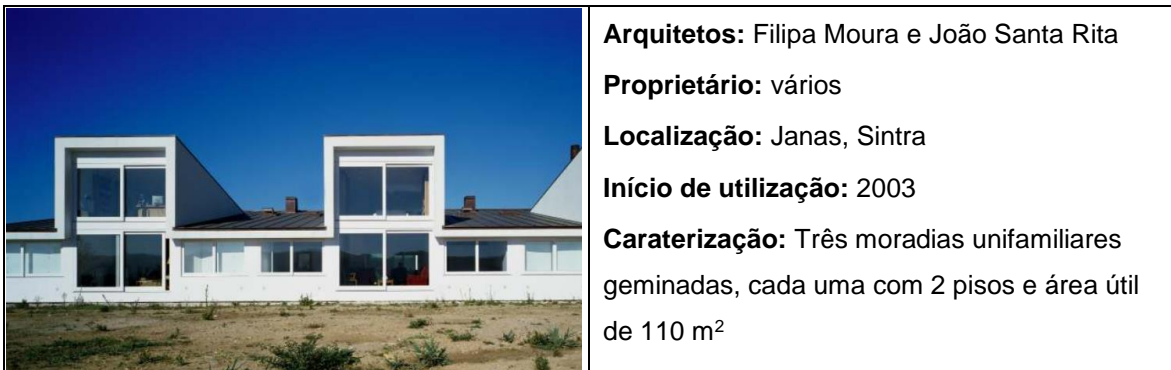 Arquitetos: Filipa Moura e João Santa Rita
Proprietário: vários
Localização: Janas, Sintra
Início de utilização: 2003
Caraterização: Três moradias unifamiliares
geminadas, cada uma com 2 pisos e área útil
de 110 m²